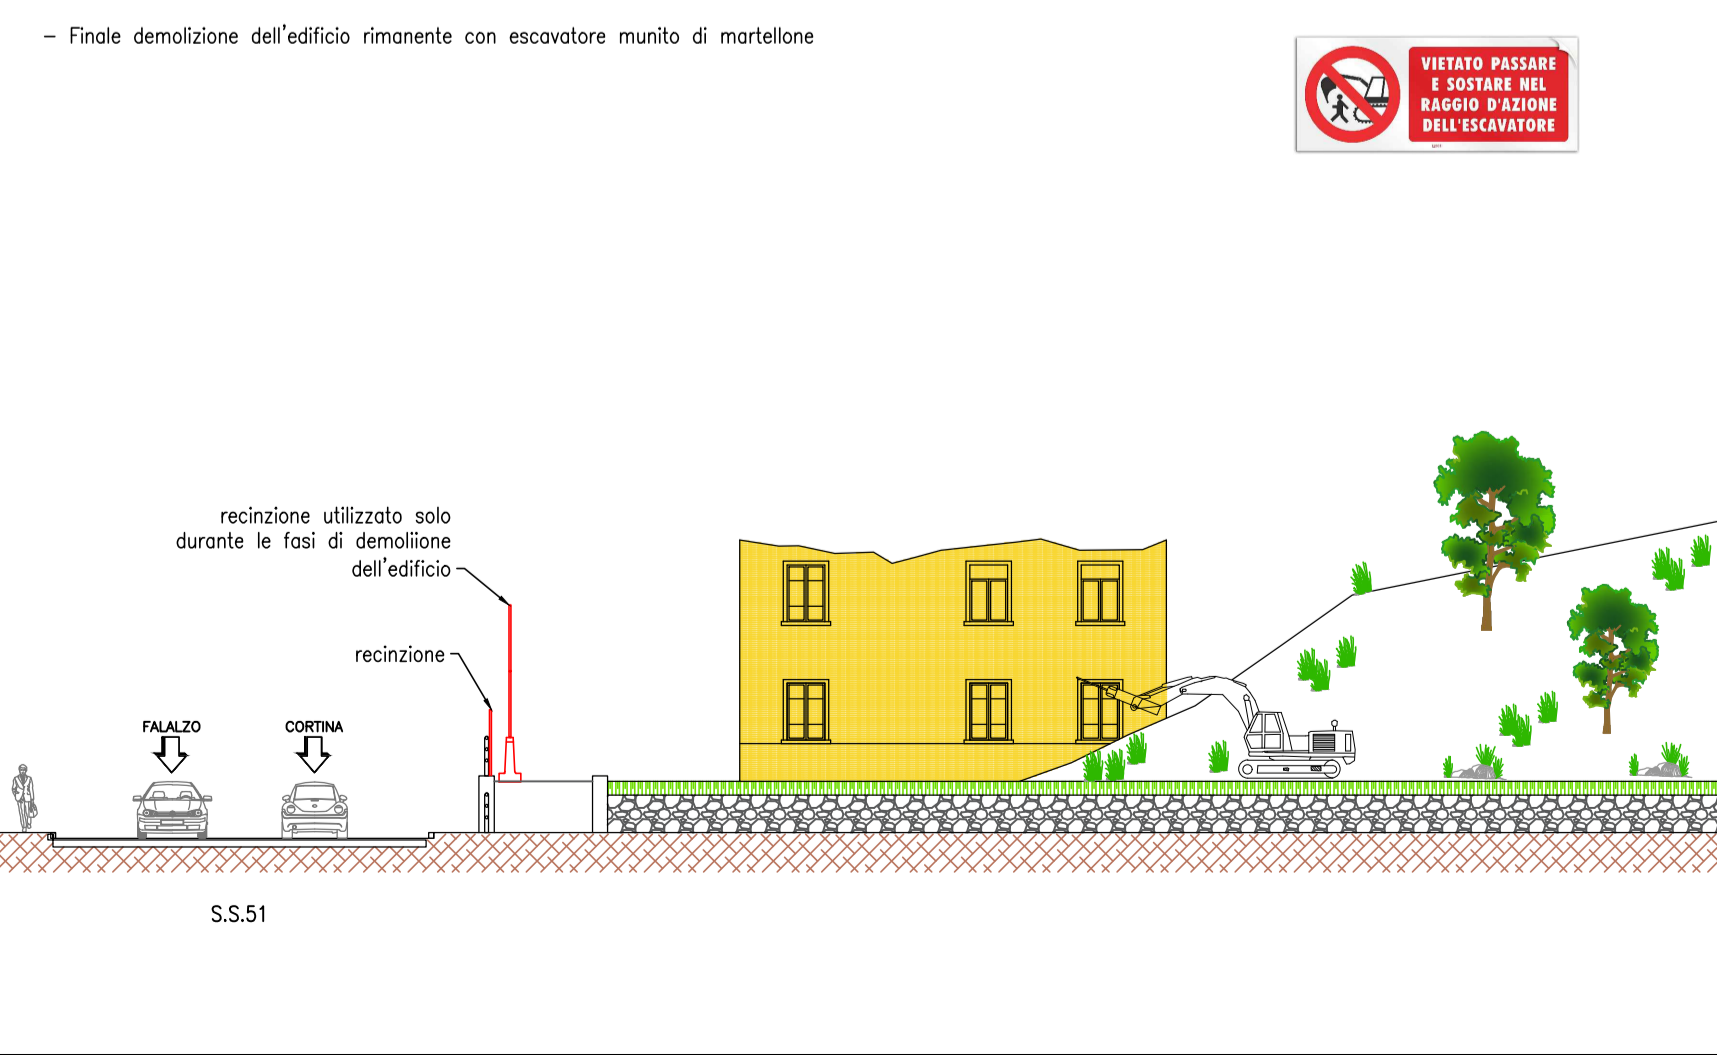 – Finale demolizione dell'edificio rimanente con escavatore munito di martellone
VIETATO PASSARE
E SOSTARE NEL
RAGGIO D'AZIONE
DELL'ESCAVATORE
recinzione utilizzato solo
durante le fasi di demoliione
dell'edificio
recinzione
FALALZO
CORTINA
S.S.51